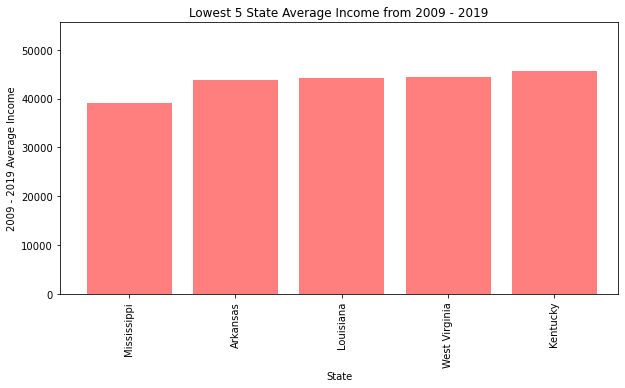 Lowest 5 State Average Income from 2009 - 2019
2009 - 2019 Average Income
50000
40000
30000
20000
10000
0
Mississippi
Arkansas
Louisiana
West Virginia
Kentucky
State